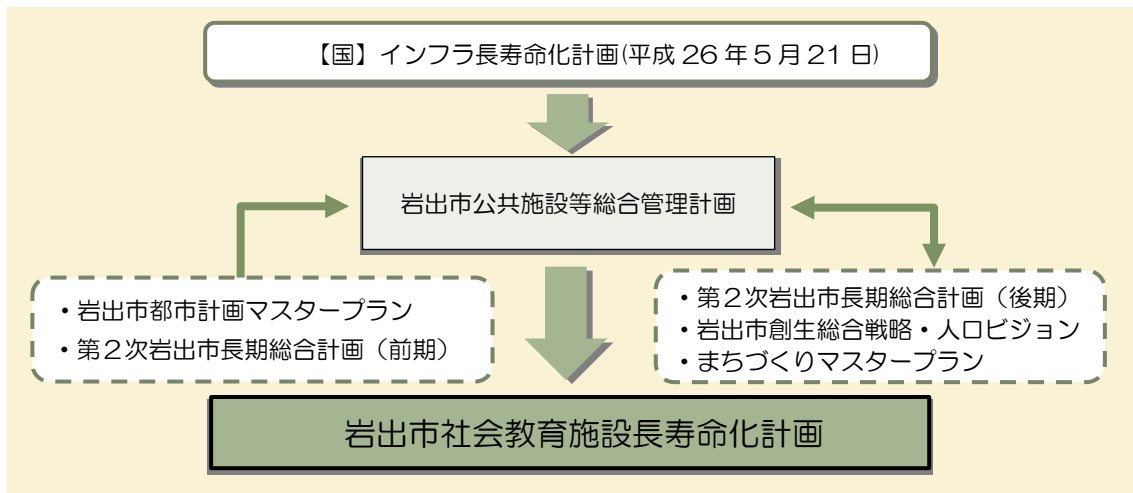 【国】インフラ長寿命化計画(平成 26 年 5 月 21 日)
岩出市公共施設等総合管理計画
・岩出市都市計画マスタープラン
・第２次岩出市長期総合計画（前期）
・第２次岩出市長期総合計画（後期）
・岩出市創生総合戦略・人口ビジョン
・まちづくりマスタープラン
岩出市社会教育施設長寿命化計画